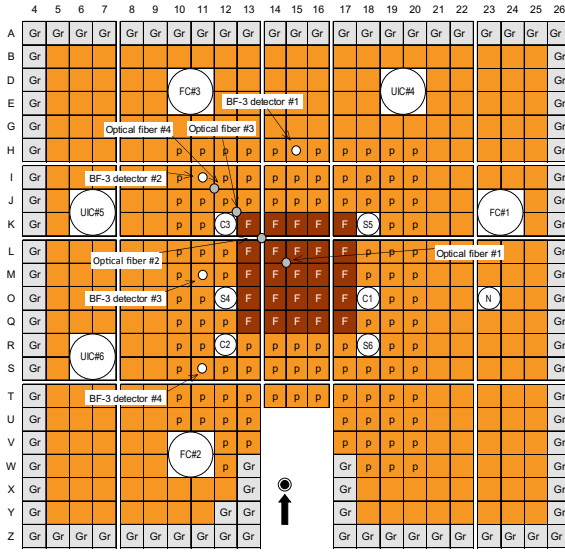 4 5 6 7 8 9 10 11 12 13 14 15 16 17 18 19 20 21 22 23 24 25 26
A Gr Gr Gr Gr Gr Gr Gr Gr Gr Gr Gr Gr Gr Gr Gr Gr Gr Gr Gr Gr Gr Gr Gr
B Gr Gr
D Gr Gr
FC#3 UIC#4
E Gr Gr
BF-3 detector #1
G Gr Gr
Optical fiber #4 Optical fiber #3
H Gr p p p p p p p p p p Gr
I Gr BF-3 detector #2 p p p p p p p p p p Gr
J Gr p p p p p p p p p p p Gr
UIC#5 FC#1
K Gr p p C3 F F F F F S5 p p Gr
L Gr p p p F F F F F p p p Gr
Optical fiber #2 Optical fiber #1
M Gr p p F F F F F p p p Gr
O Gr BF-3 detector #3 p p S4 F F F F F C1 p p N Gr
Q Gr p p p F F F F F p p p Gr
R Gr p p C2 p p p p p S6 p p Gr
UIC#6
S Gr p p p p p p p p p p Gr
T Gr BF-3 detector #4 p p p p p p p p p p p Gr
U Gr p p p p p p p p Gr
V Gr p p p p p p Gr
FC#2
W Gr p Gr Gr p p p Gr
X Gr Gr Gr Gr
Y Gr Gr Gr Gr Gr
Z Gr Gr Gr Gr Gr Gr Gr Gr Gr Gr Gr Gr Gr Gr Gr Gr Gr Gr Gr Gr